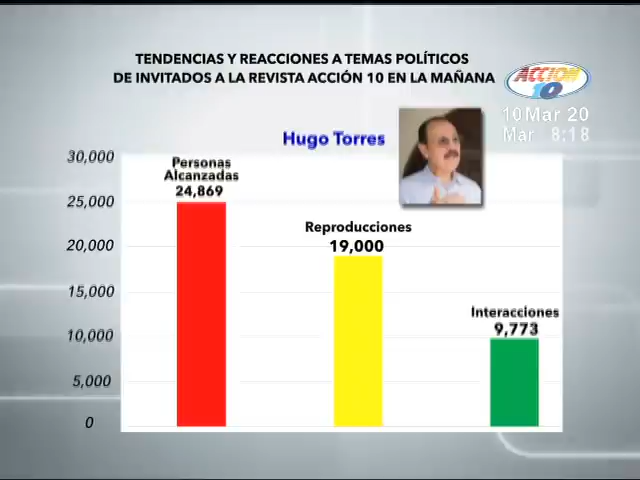 TENDENCIAS Y REACCIONES A TEMAS POLÍTICOS
DE INVITADOS A LA REVISTA ACCIÓN 10 EN LA MAÑANA
ACCION
10
10 Mar 20
Mar 8:18
Hugo Torres
30,000
25,000
20,000
15,000
10,000
5,000
0
Personas
Alcanzadas
24,869
Reproducciones
19,000
Interacciones
9,773